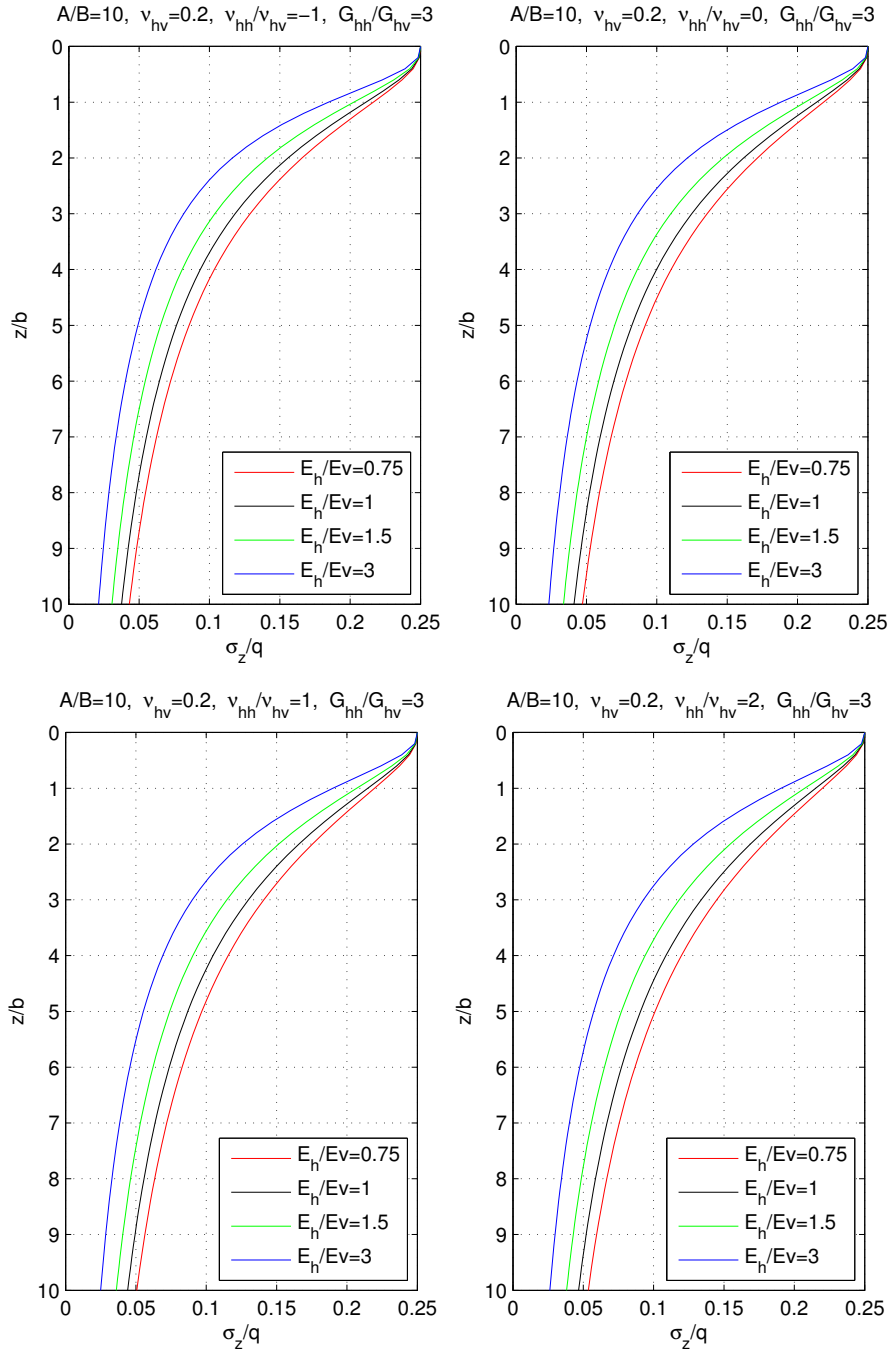 A/B=10, ν_hv=0.2, ν_hh/ν_hv=−1, G_hh/G_hv=3
0
1
2
3
4
5
6
7
8
9
10
z/b
E_h/Ev=0.75
E_h/Ev=1
E_h/Ev=1.5
E_h/Ev=3
0 0.05 0.1 0.15 0.2 0.25
σ_z/q
A/B=10, ν_hv=0.2, ν_hh/ν_hv=0, G_hh/G_hv=3
0
1
2
3
4
5
6
7
8
9
10
z/b
E_h/Ev=0.75
E_h/Ev=1
E_h/Ev=1.5
E_h/Ev=3
0 0.05 0.1 0.15 0.2 0.25
σ_z/q
A/B=10, ν_hv=0.2, ν_hh/ν_hv=1, G_hh/G_hv=3
0
1
2
3
4
5
6
7
8
9
10
z/b
E_h/Ev=0.75
E_h/Ev=1
E_h/Ev=1.5
E_h/Ev=3
0 0.05 0.1 0.15 0.2 0.25
σ_z/q
A/B=10, ν_hv=0.2, ν_hh/ν_hv=2, G_hh/G_hv=3
0
1
2
3
4
5
6
7
8
9
10
z/b
E_h/Ev=0.75
E_h/Ev=1
E_h/Ev=1.5
E_h/Ev=3
0 0.05 0.1 0.15 0.2 0.25
σ_z/q